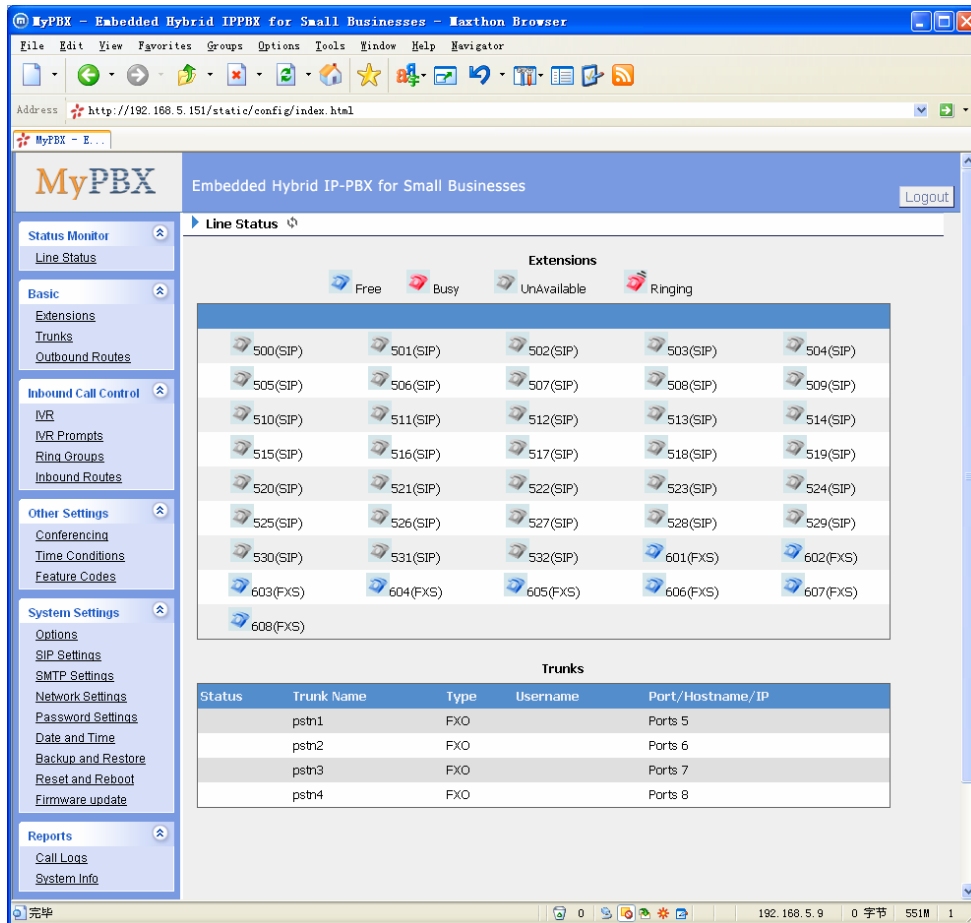 MyPBX - Embedded Hybrid IPPBX for Small Businesses - Maxthon Browser
File Edit View Favorites Groups Options Tools Window Help Navigator
Address http://192.168.5.151/static/config/index.html
MyPBX - E...
MyPBX
Embedded Hybrid IP-PBX for Small Businesses
Logout
Status Monitor
Line Status
Basic
Extensions
Trunks
Outbound Routes
Inbound Call Control
IVR
IVR Prompts
Ring Groups
Inbound Routes
Other Settings
Conferencing
Time Conditions
Feature Codes
System Settings
Options
SIP Settings
SMTP Settings
Network Settings
Password Settings
Date and Time
Backup and Restore
Reset and Reboot
Firmware update
Reports
Call Logs
System Info
Line Status
Extensions
Free Busy UnAvailable Ringing
500(SIP) 501(SIP) 502(SIP) 503(SIP) 504(SIP)
505(SIP) 506(SIP) 507(SIP) 508(SIP) 509(SIP)
510(SIP) 511(SIP) 512(SIP) 513(SIP) 514(SIP)
515(SIP) 516(SIP) 517(SIP) 518(SIP) 519(SIP)
520(SIP) 521(SIP) 522(SIP) 523(SIP) 524(SIP)
525(SIP) 526(SIP) 527(SIP) 528(SIP) 529(SIP)
530(SIP) 531(SIP) 532(SIP) 601(FXS) 602(FXS)
603(FXS) 604(FXS) 605(FXS) 606(FXS) 607(FXS)
608(FXS)
Trunks
Status Trunk Name Type Username Port/Hostname/IP
pstn1 FXO Ports 5
pstn2 FXO Ports 6
pstn3 FXO Ports 7
pstn4 FXO Ports 8
完毕 0 192.168.5.9 0 字节 551M 1